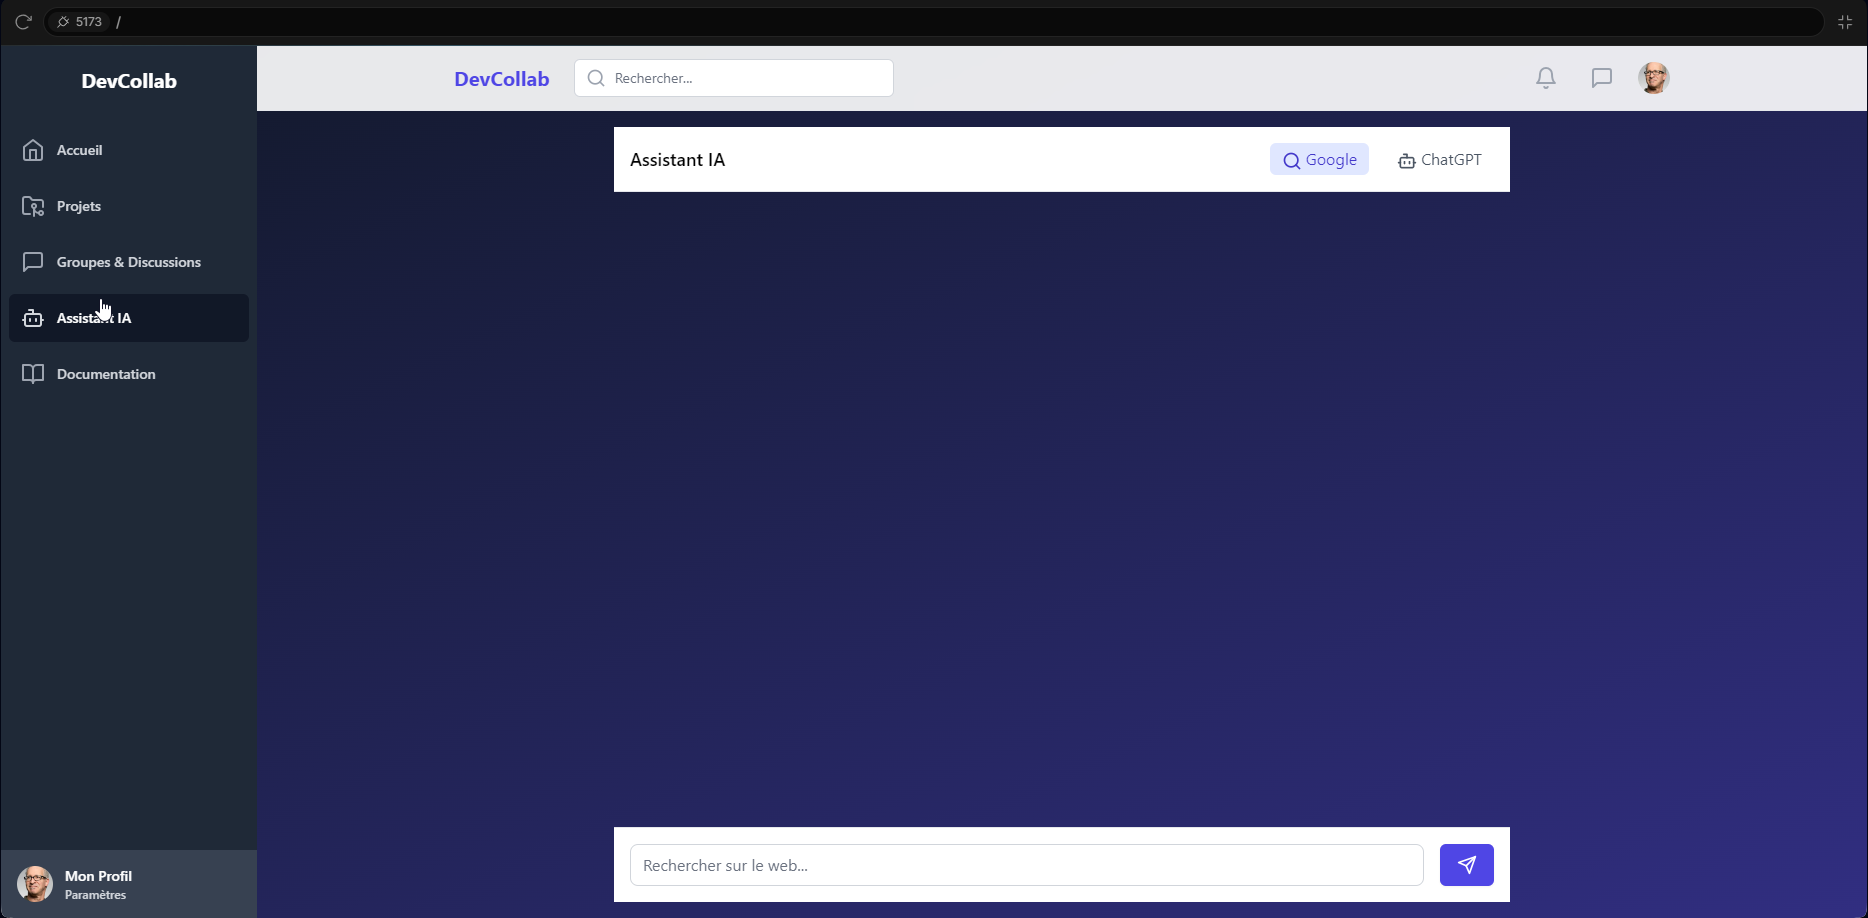 5173 /
DevCollab
Accueil
Projets
Groupes & Discussions
Assistant IA
Documentation
Mon Profil
Paramètres
DevCollab
Rechercher...
Assistant IA
Google
ChatGPT
Rechercher sur le web...